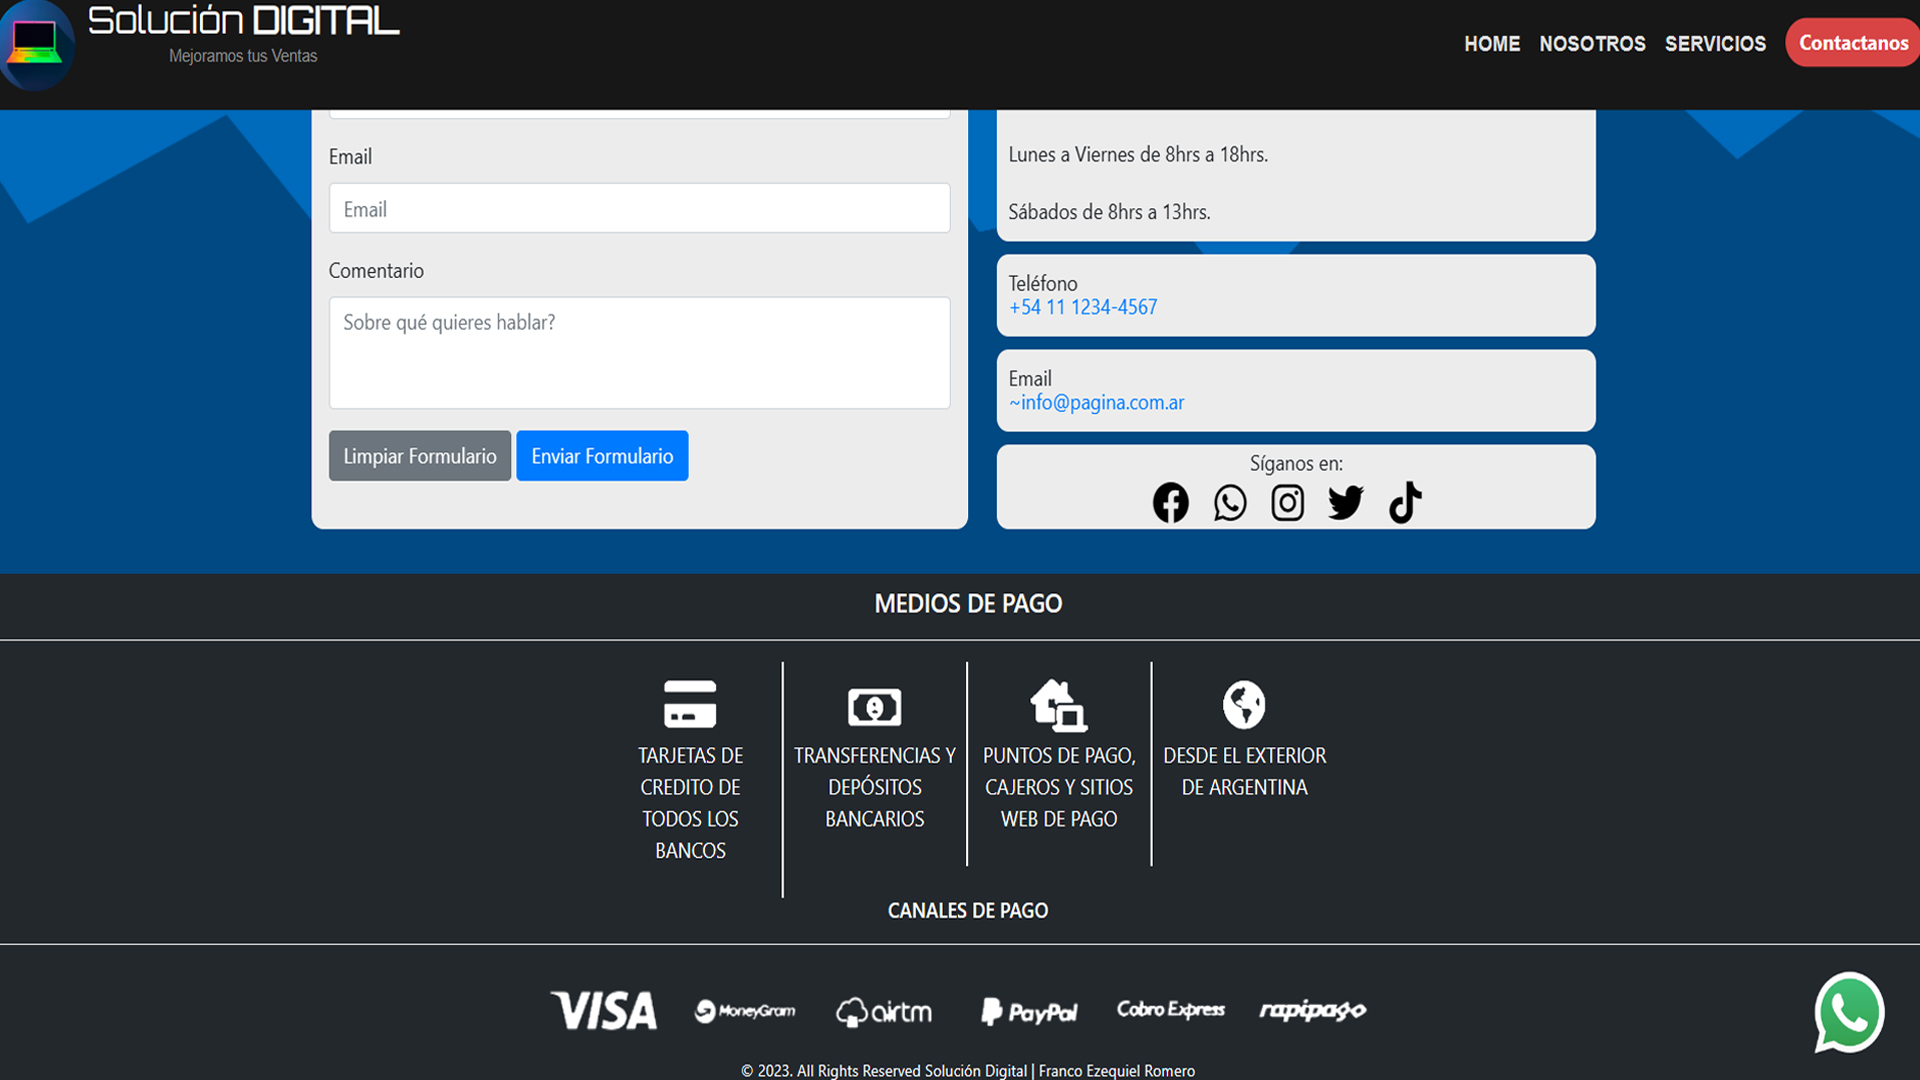 Solución DIGITAL
Mejoramos tus Ventas
HOME NOSOTROS SERVICIOS Contactanos
Email
Email
Comentario
Sobre qué quieres hablar?
Limpiar Formulario Enviar Formulario
Lunes a Viernes de 8hrs a 18hrs.
Sábados de 8hrs a 13hrs.
Teléfono
+54 11 1234-4567
Email
~info@pagina.com.ar
Síganos en:
MEDIOS DE PAGO
TARJETAS DE
CREDITO DE
TODOS LOS
BANCOS
TRANSFERENCIAS Y
DEPÓSITOS
BANCARIOS
PUNTOS DE PAGO,
CAJEROS Y SITIOS
WEB DE PAGO
DESDE EL EXTERIOR
DE ARGENTINA
CANALES DE PAGO
VISA MoneyGram airtm PayPal Cobro Express rapipago
© 2023. All Rights Reserved Solución Digital | Franco Ezequiel Romero